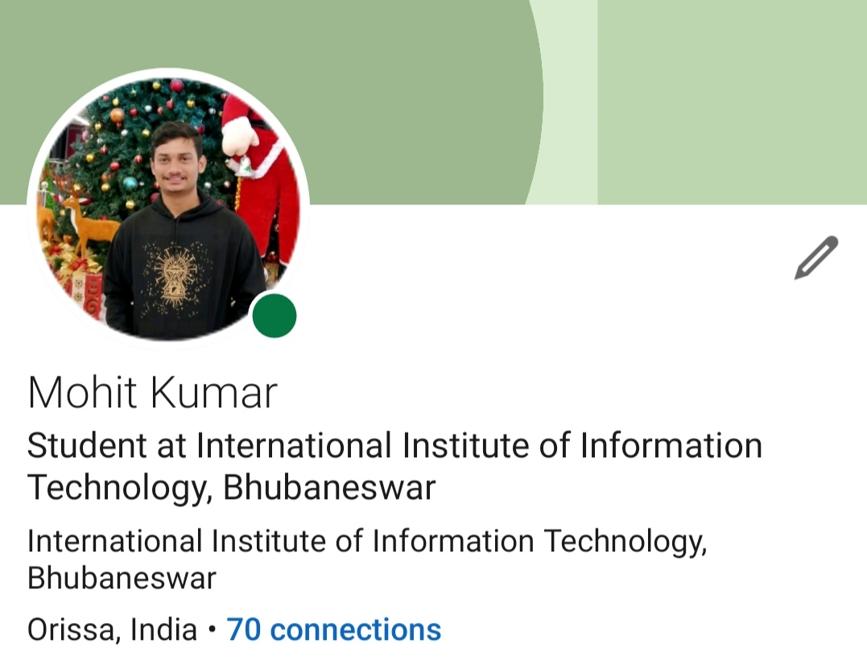 Mohit Kumar
Student at International Institute of Information
Technology, Bhubaneswar
International Institute of Information Technology,
Bhubaneswar
Orissa, India • 70 connections